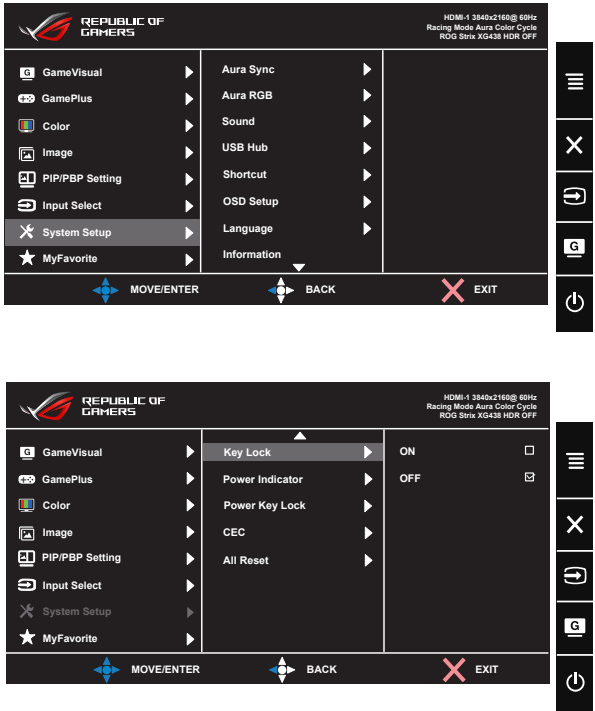 REPUBLIC OF
GAMERS
HDMI-1 3840x2160@ 60Hz
Racing Mode Aura Color Cycle
ROG Strix XG438 HDR OFF
G GameVisual
GamePlus
Color
Image
PIP/PBP Setting
Input Select
System Setup
MyFavorite
Aura Sync
Aura RGB
Sound
USB Hub
Shortcut
OSD Setup
Language
Information
MOVE/ENTER
BACK
EXIT
G
REPUBLIC OF
GAMERS
HDMI-1 3840x2160@ 60Hz
Racing Mode Aura Color Cycle
ROG Strix XG438 HDR OFF
G GameVisual
GamePlus
Color
Image
PIP/PBP Setting
Input Select
System Setup
MyFavorite
Key Lock
Power Indicator
Power Key Lock
CEC
All Reset
ON
OFF
MOVE/ENTER
BACK
EXIT
G